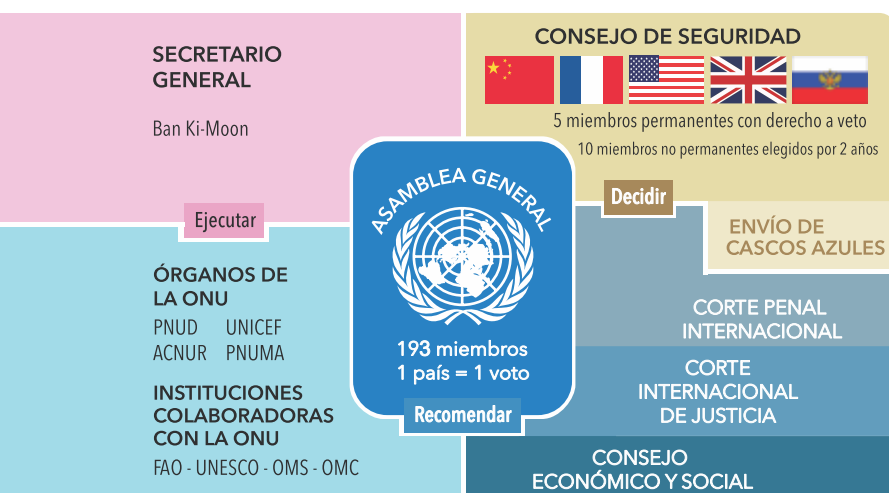 SECRETARIO
GENERAL
Ban Ki-Moon
Ejecutar
CONSEJO DE SEGURIDAD
5 miembros permanentes con derecho a veto
10 miembros no permanentes elegidos por 2 años
Decidir
ENVÍO DE
CASCOS AZULES
ASAMBLEA GENERAL
193 miembros
1 país = 1 voto
Recomendar
ÓRGANOS DE
LA ONU
PNUD UNICEF
ACNUR PNUMA
INSTITUCIONES
COLABORADORAS
CON LA ONU
FAO - UNESCO - OMS - OMC
CORTE PENAL
INTERNACIONAL
CORTE
INTERNACIONAL
DE JUSTICIA
CONSEJO
ECONÓMICO Y SOCIAL